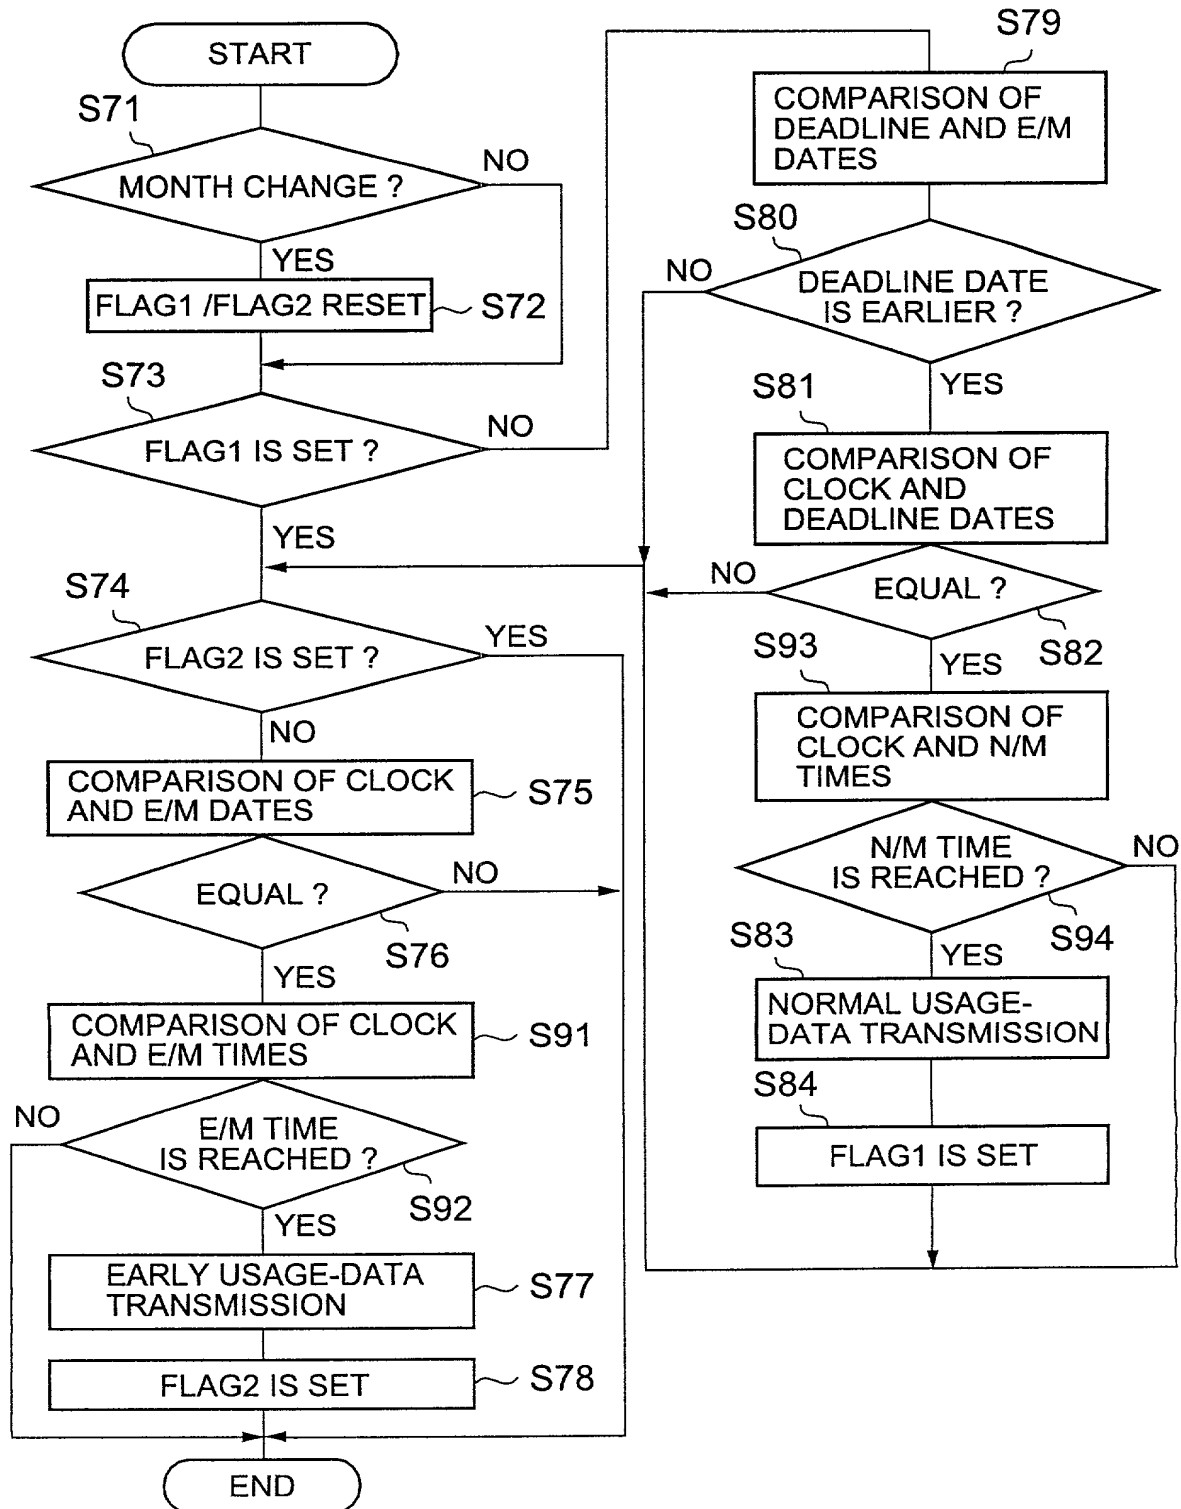 START
S71
MONTH CHANGE ?
NO
YES
FLAG1 /FLAG2 RESET
S72
S73
FLAG1 IS SET ?
NO
YES
S74
FLAG2 IS SET ?
YES
NO
COMPARISON OF CLOCK
AND E/M DATES
S75
EQUAL ?
NO
S76
YES
COMPARISON OF CLOCK
AND E/M TIMES
S91
NO
E/M TIME
IS REACHED ?
S92
YES
EARLY USAGE-DATA
TRANSMISSION
S77
FLAG2 IS SET
S78
END
S79
COMPARISON OF
DEADLINE AND E/M
DATES
S80
NO
DEADLINE DATE
IS EARLIER ?
YES
S81
COMPARISON OF
CLOCK AND
DEADLINE DATES
NO
EQUAL ?
S82
YES
S93
COMPARISON OF
CLOCK AND N/M
TIMES
N/M TIME
IS REACHED ?
NO
S94
YES
S83
NORMAL USAGE-
DATA TRANSMISSION
S84
FLAG1 IS SET